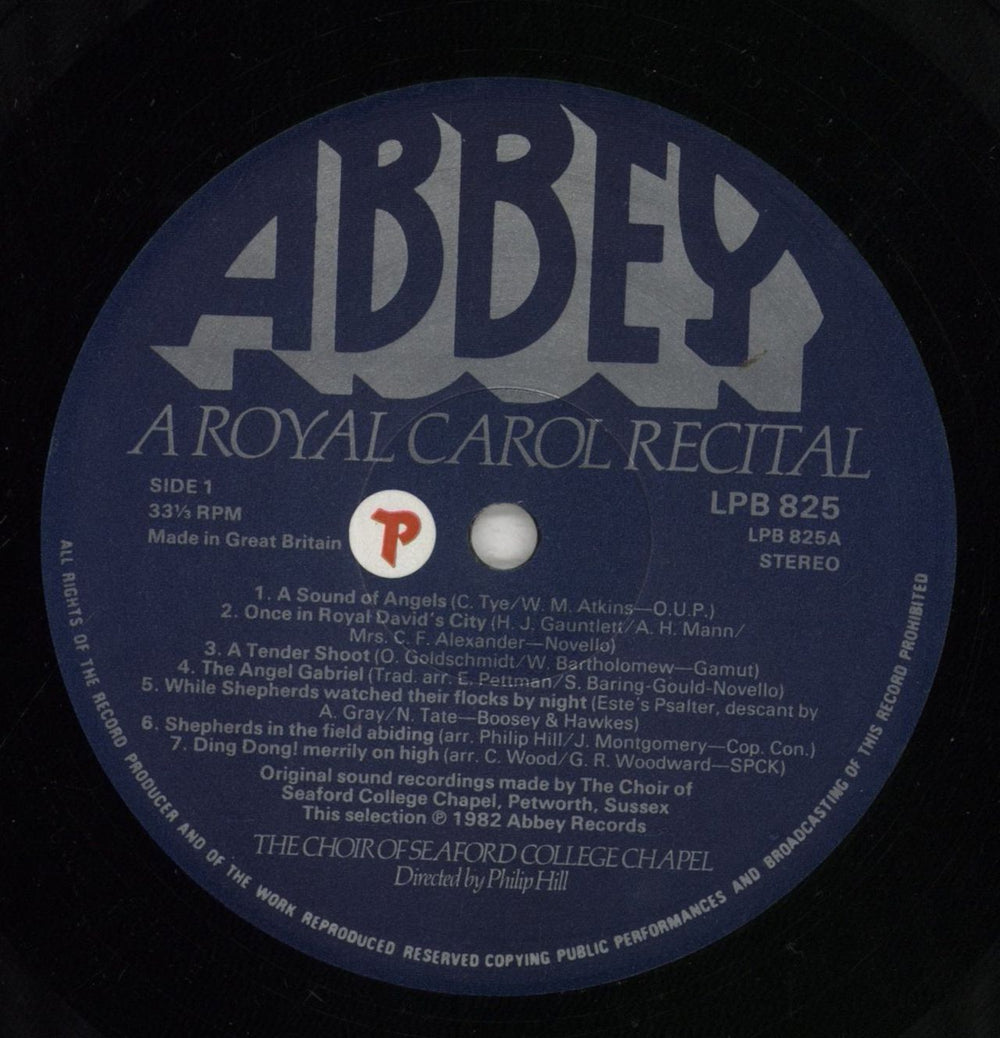 ABBEY
A ROYAL CAROL RECITAL
SIDE 1
33⅓ RPM
Made in Great Britain
P
LPB 825
LPB 825A
STEREO
1. A Sound of Angels (C. Tye/W. M. Atkins—O.U.P.)
2. Once in Royal David's City (H. J. Gauntlett/A. H. Mann/
Mrs. C. F. Alexander—Novello)
3. A Tender Shoot (O. Goldschmidt/W. Bartholomew—Gamut)
4. The Angel Gabriel (Trad. arr. E. Pettman/S. Baring-Gould-Novello)
5. While Shepherds watched their flocks by night (Este's Psalter, descant by
A. Gray/N. Tate—Boosey & Hawkes)
6. Shepherds in the field abiding (arr. Philip Hill/J. Montgomery—Cop. Con.)
7. Ding Dong! merrily on high (arr. C. Wood/G. R. Woodward—SPCK)
Original sound recordings made by The Choir of
Seaford College Chapel, Petworth, Sussex
This selection ℗ 1982 Abbey Records
THE CHOIR OF SEAFORD COLLEGE CHAPEL
Directed by Philip Hill
ALL RIGHTS OF THE RECORD PRODUCER AND OF THE WORK REPRODUCED RESERVED COPYING PUBLIC PERFORMANCES AND BROADCASTING OF THIS RECORD PROHIBITED